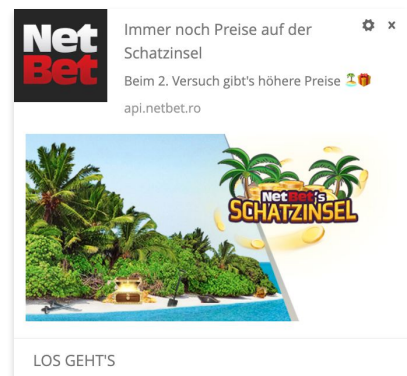 Net
Bet
Immer noch Preise auf der
Schatzinsel
Beim 2. Versuch gibt's höhere Preise 🏝️🎁
api.netbet.ro
NetBet's
SCHATZINSEL
LOS GEHT'S